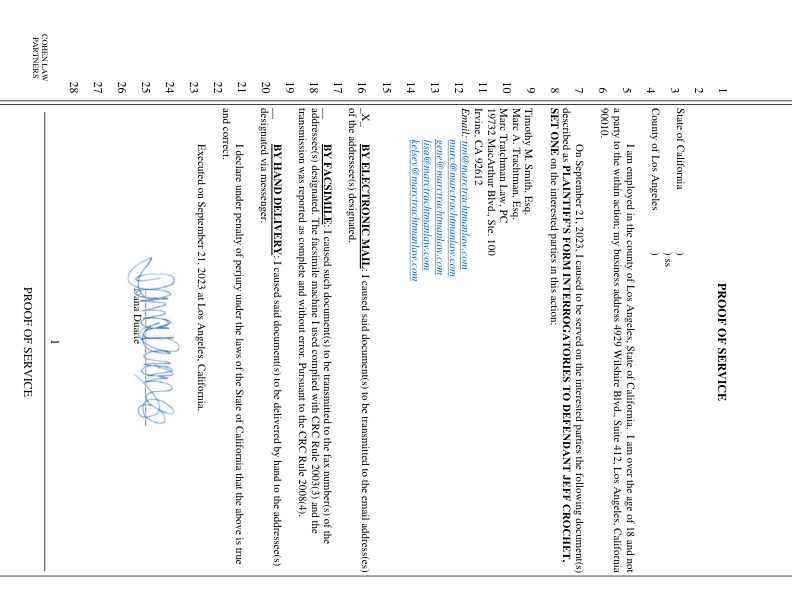 PROOF OF SERVICE
1
2
3 State of California )
) ss
4 County of Los Angeles )
5 I am employed in the county of Los Angeles, State of California. I am over the age of 18 and not
a party to the within action; my business address 4929 Wilshire Blvd., Suite 412, Los Angeles, California
6 90010.
7 On September 21, 2023, I caused to be served on the interested parties the following document(s)
described as PLAINTIFF'S FORM INTERROGATORIES TO DEFENDANT JEFF CROCHET,
8 SET ONE on the interested parties in this action:
9 Timothy M. Smith, Esq.
Marc A. Trachtman, Esq.
10 Marc Tratchman Law, PC
19732 MacArthur Blvd., Ste. 100
11 Irvine, CA 92612
Email: tim@marctrachtmanlaw.com
12 marc@marctrachtmanlaw.com
gene@marctrachtmanlaw.com
13 lisa@marctrachtmanlaw.com
14 kelsey@marctrachtmanlaw.com
15
16 _X_ BY ELECTRONIC MAIL: I caused said document(s) to be transmitted to the email address(es)
of the addressee(s) designated.
17
__ BY FACSIMILE: I caused such document(s) to be transmitted to the fax number(s) of the
18 addressee(s) designated. The facsimile machine I used complied with CRC Rule 2003(3) and the
transmission was reported as complete and without error. Pursuant to the CRC Rule 2008(4).
19
20 __ BY HAND DELIVERY: I caused said document(s) to be delivered by hand to the addressee(s)
designated via messenger.
21 I declare under penalty of perjury under the laws of the State of California that the above is true
22 and correct.
23 Executed on September 21, 2023 at Los Angeles, California.
24
25 Diana Duarte
26
27
28
COHEN LAW
PARTNERS
1
PROOF OF SERVICE